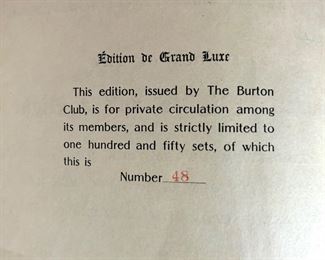 Édition de Grand Luxe
This edition, issued by The Burton
Club, is for private circulation among
its members, and is strictly limited to
one hundred and fifty sets, of which
this is
Number 48